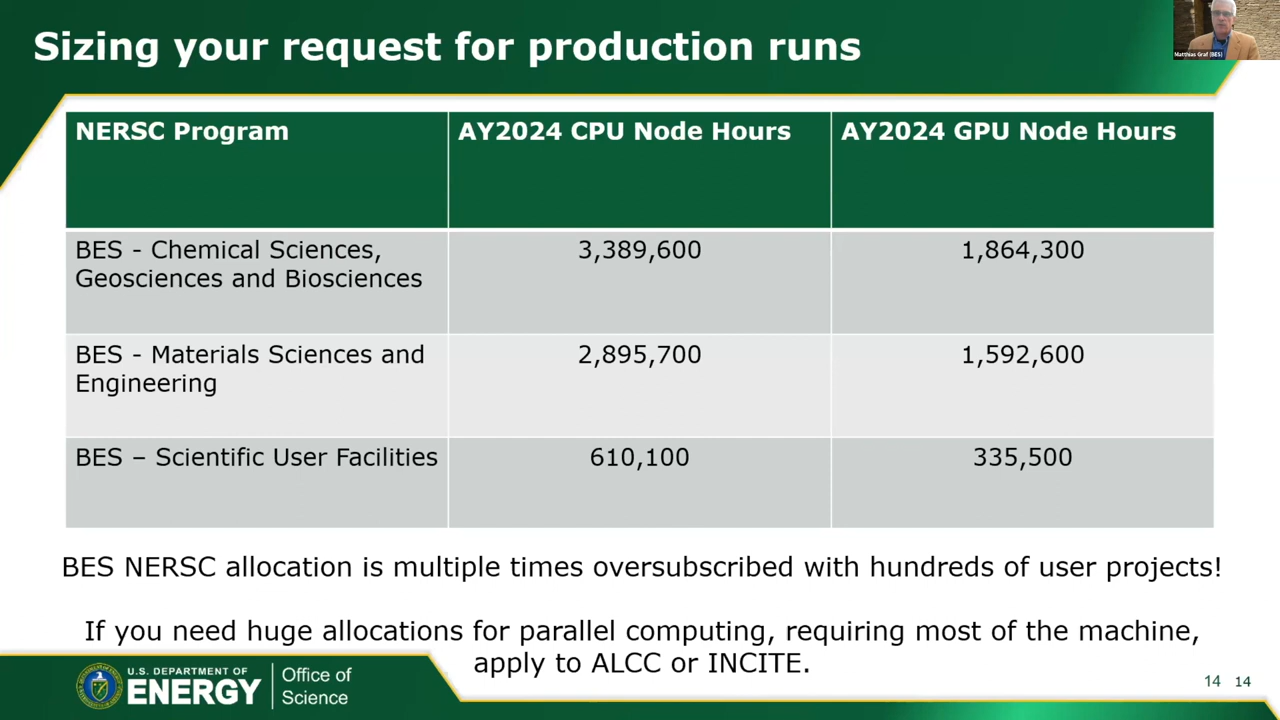 Sizing your request for production runs
Matthias Graf (BES)
NERSC Program
AY2024 CPU Node Hours
AY2024 GPU Node Hours
BES - Chemical Sciences,
Geosciences and Biosciences
3,389,600
1,864,300
BES - Materials Sciences and
Engineering
2,895,700
1,592,600
BES – Scientific User Facilities
610,100
335,500
BES NERSC allocation is multiple times oversubscribed with hundreds of user projects!
If you need huge allocations for parallel computing, requiring most of the machine,
apply to ALCC or INCITE.
U.S. DEPARTMENT OF
ENERGY
Office of
Science
14
14